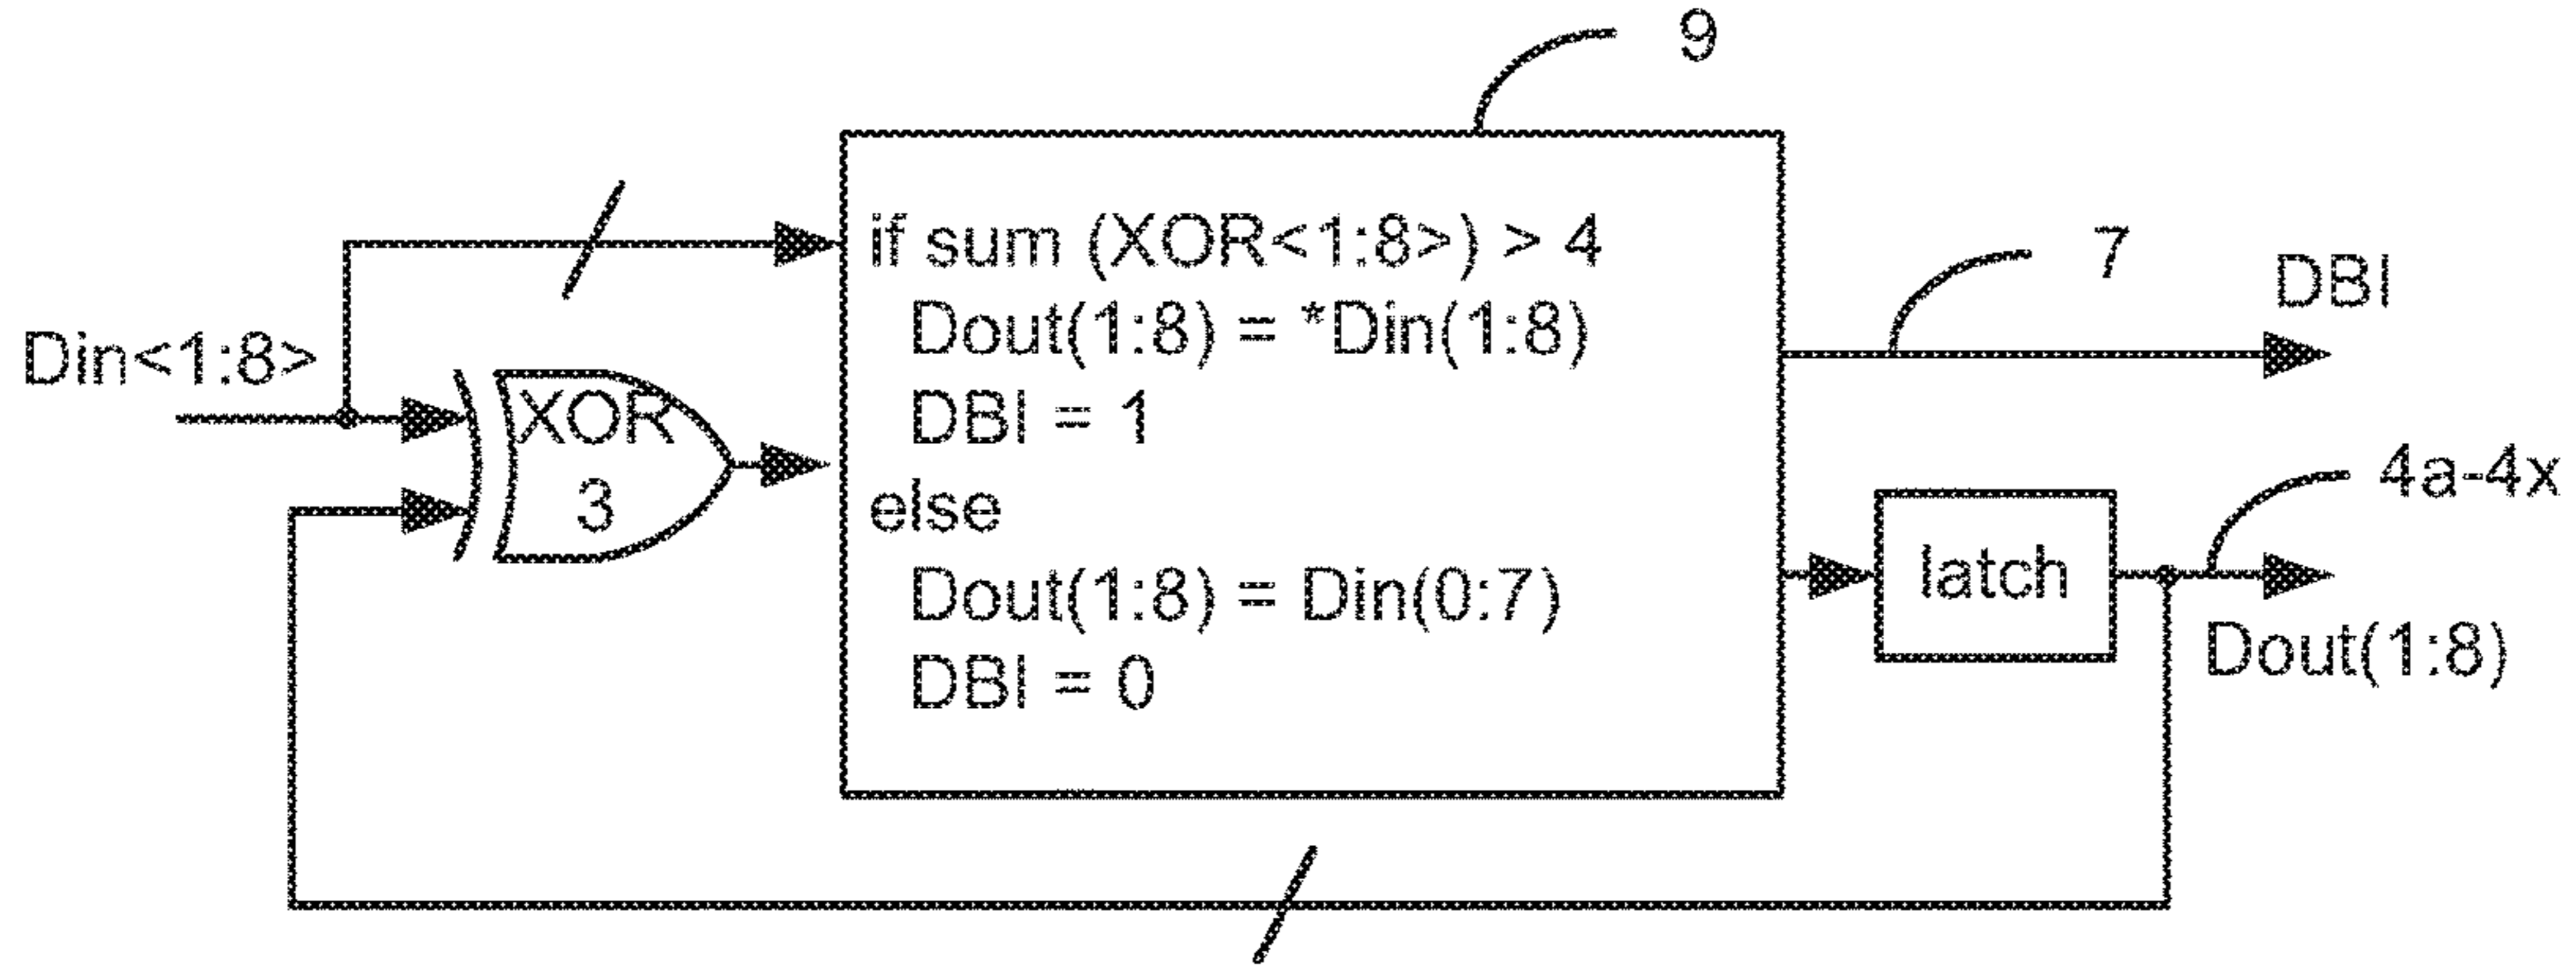 9
if sum (XOR<1:8>) > 4
7
DBI
Dout(1:8) = *Din(1:8)
Din<1:8>
XOR
3
DBI = 1
4a-4x
else
latch
Dout(1:8) = Din(0:7)
Dout(1:8)
DBI = 0